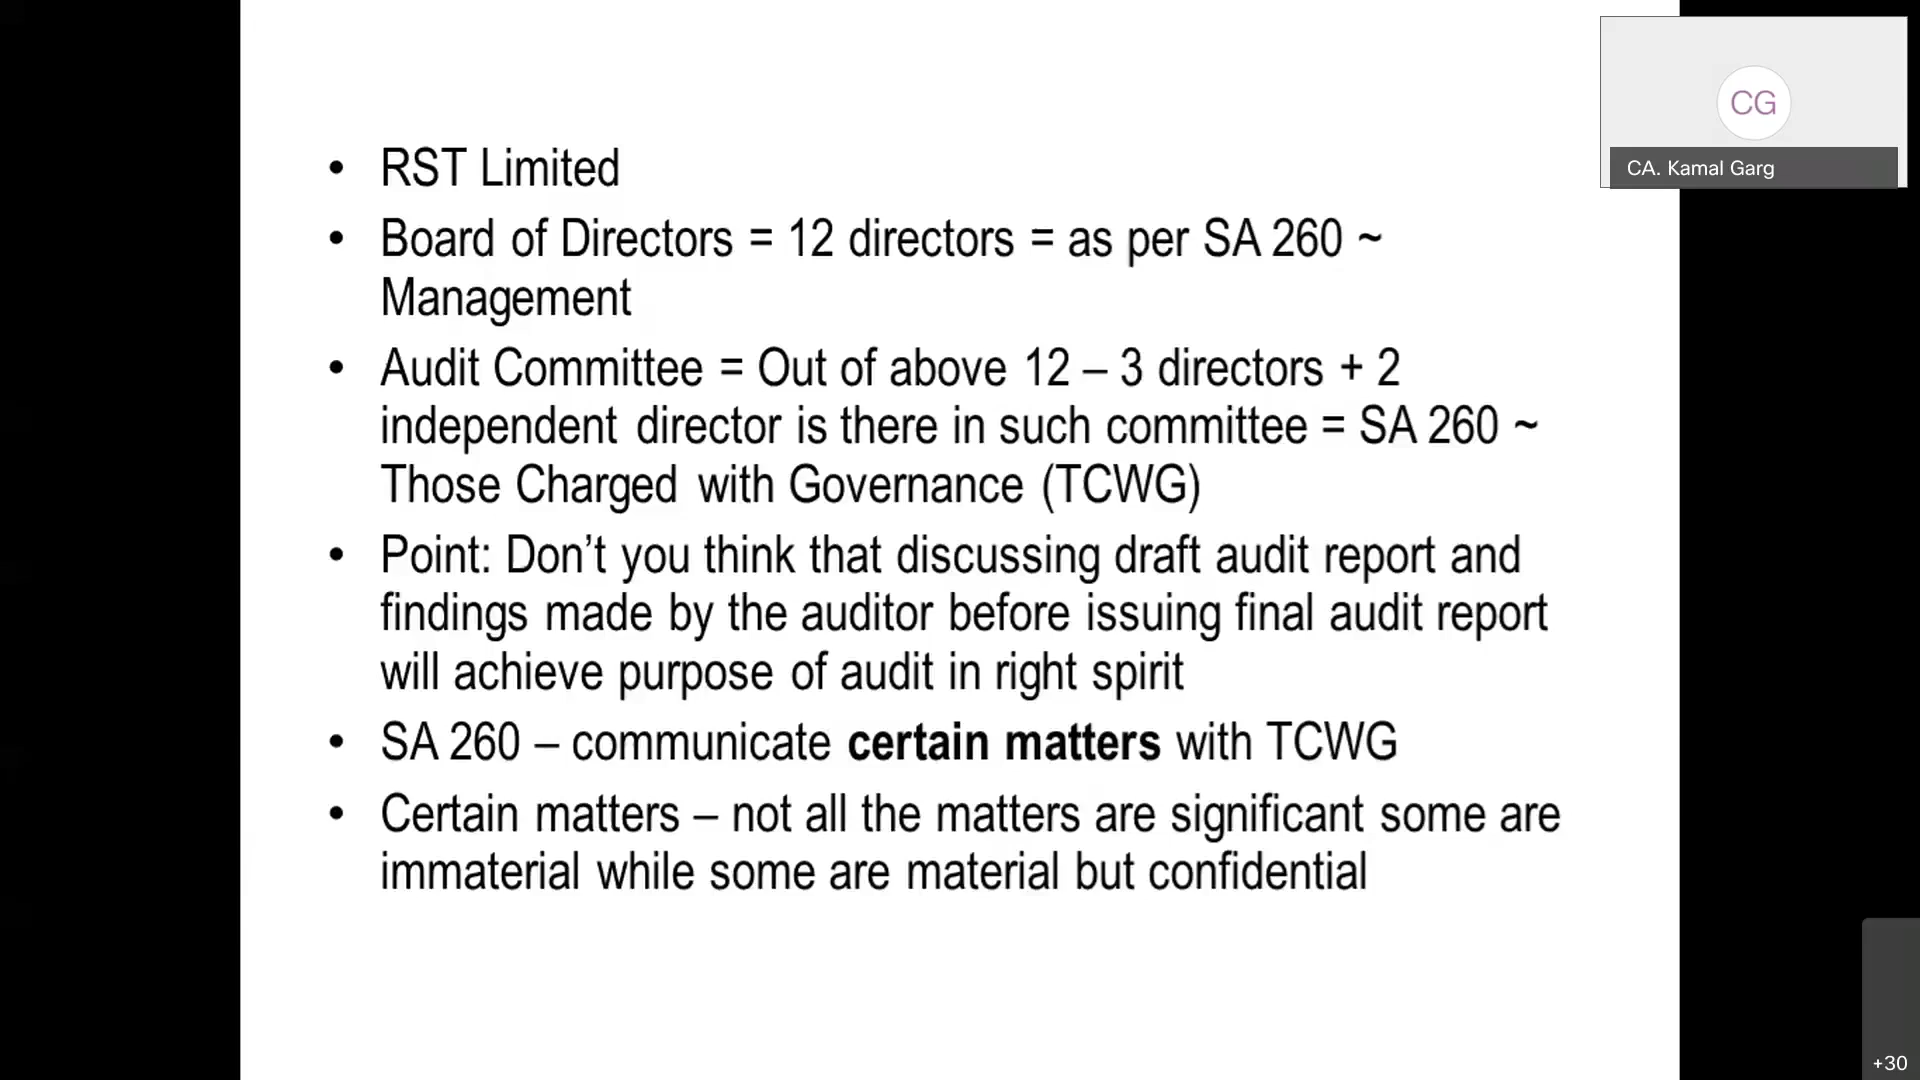 • RST Limited
• Board of Directors = 12 directors = as per SA 260 ~
Management
• Audit Committee = Out of above 12 – 3 directors + 2
independent director is there in such committee = SA 260 ~
Those Charged with Governance (TCWG)
• Point: Don’t you think that discussing draft audit report and
findings made by the auditor before issuing final audit report
will achieve purpose of audit in right spirit
• SA 260 – communicate certain matters with TCWG
• Certain matters – not all the matters are significant some are
immaterial while some are material but confidential
CG
CA. Kamal Garg
+30